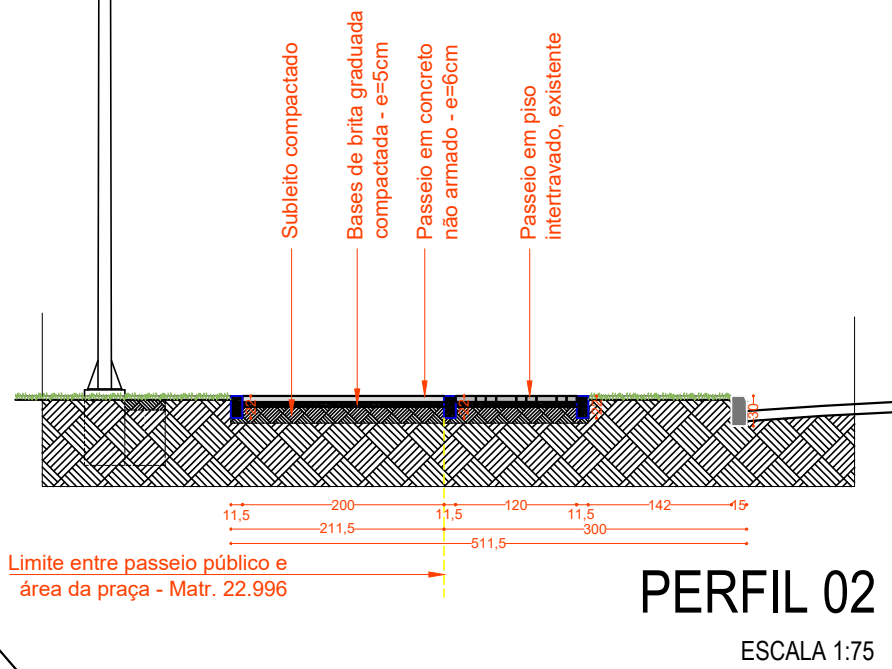 Subleito compactado
Bases de brita graduada
compactada - e=5cm
Passeio em concreto
não armado - e=6cm
Passeio em piso
intertravado, existente
30
11,5
200
11,5
120
11,5
142
15
211,5
300
511,5
Limite entre passeio público e
área da praça - Matr. 22.996
PERFIL 02
ESCALA 1:75